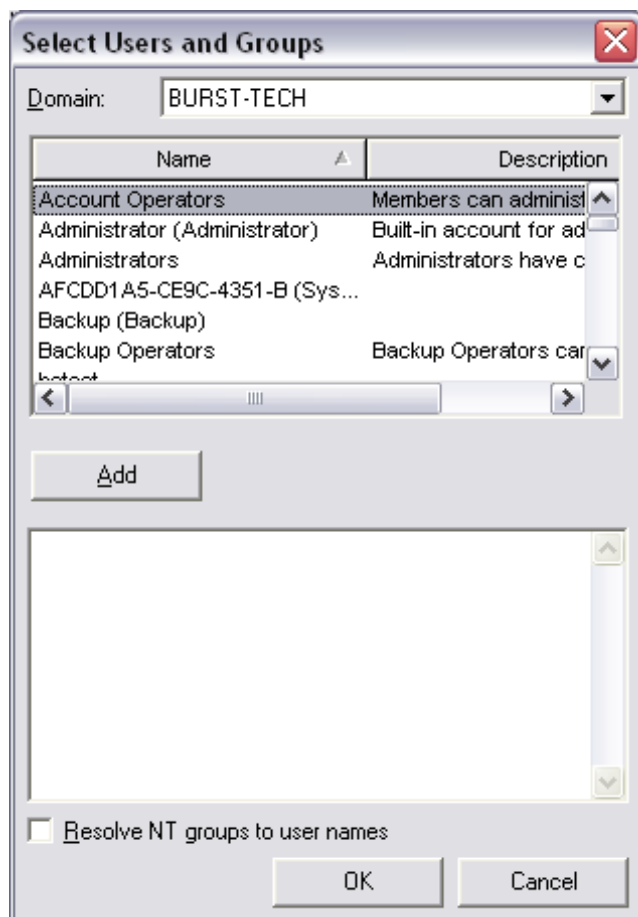 Select Users and Groups
Domain: BURST-TECH
Name Description
Account Operators Members can administ
Administrator (Administrator) Built-in account for ad
Administrators Administrators have c
AFCDD1A5-CE9C-4351-B (Sys...
Backup (Backup)
Backup Operators Backup Operators car
Add
Resolve NT groups to user names
OK Cancel